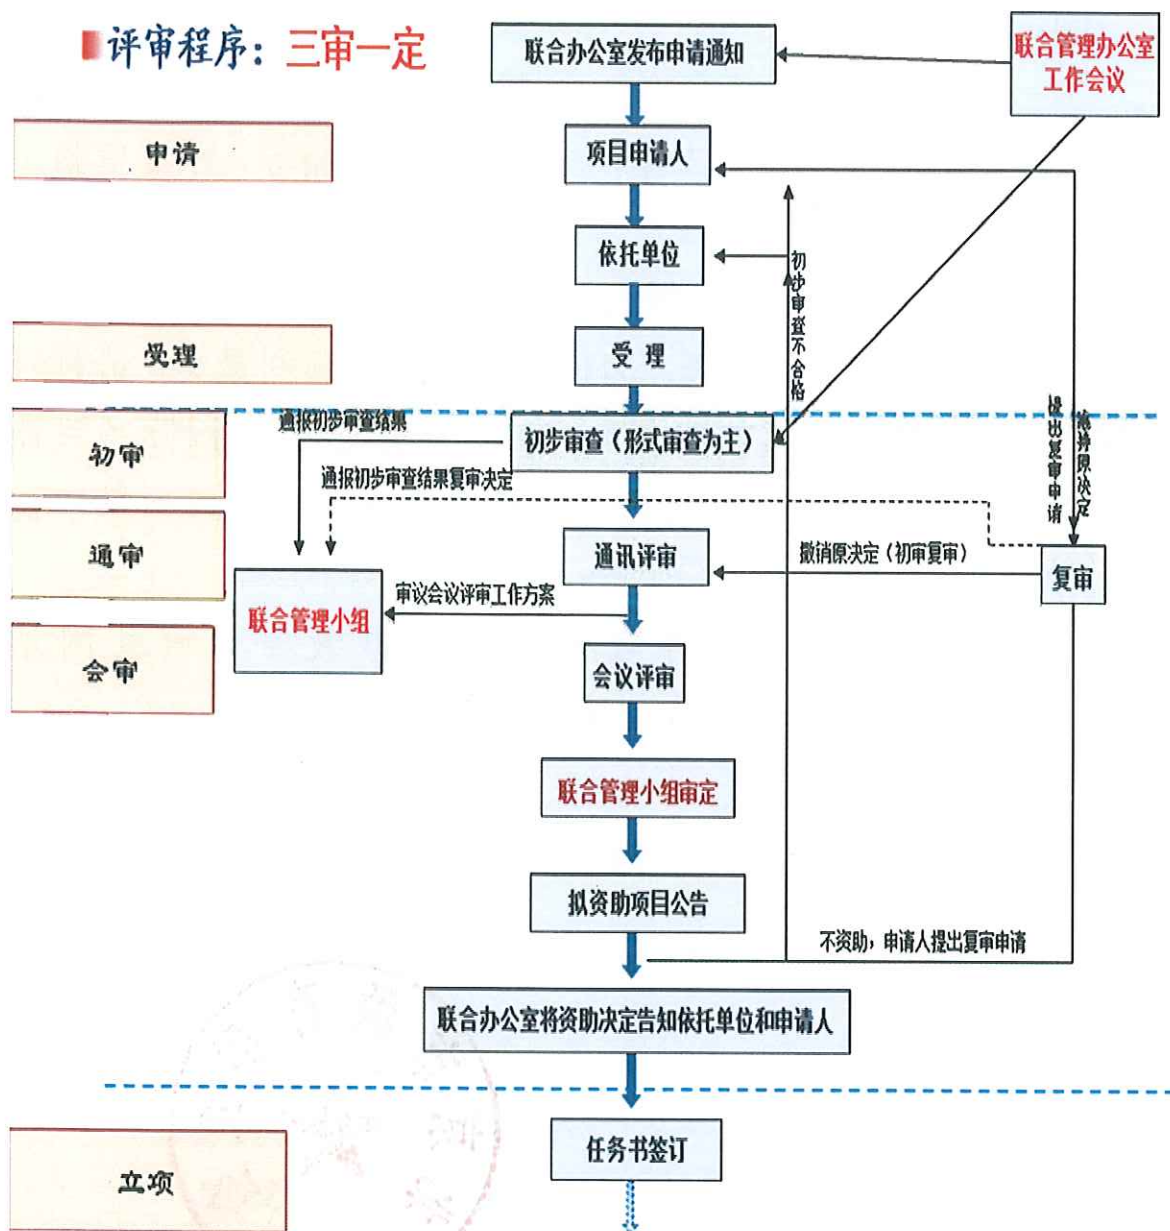 评审程序：三审一定
联合办公室发布申请通知
联合管理办公室
工作会议
申请
项目申请人
依托单位
初步审查不合格
受理
受 理
提出复审申请
维持原决定
通报初步审查结果
初审
初步审查（形式审查为主）
通报初步审查结果复审决定
通审
通讯评审
撤消原决定（初审复审）
复审
审议会议评审工作方案
联合管理小组
会审
会议评审
联合管理小组审定
拟资助项目公告
不资助，申请人提出复审申请
联合办公室将资助决定告知依托单位和申请人
任务书签订
立项